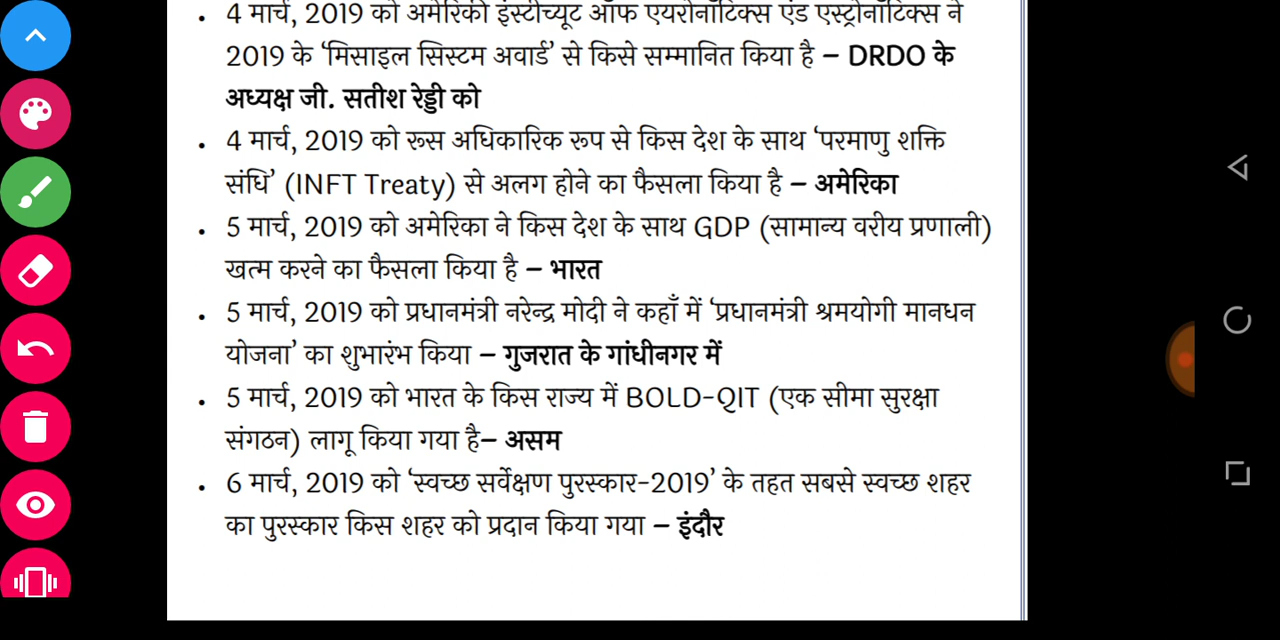 • 4 मार्च, 2019 को अमेरिकी इंस्टीच्यूट ऑफ एयरोनॉटिक्स एंड एस्ट्रोनॉटिक्स ने
2019 के ‘मिसाइल सिस्टम अवार्ड’ से किसे सम्मानित किया है – DRDO के
अध्यक्ष जी. सतीश रेड्डी को
• 4 मार्च, 2019 को रूस अधिकारिक रूप से किस देश के साथ ‘परमाणु शक्ति
संधि’ (INFT Treaty) से अलग होने का फैसला किया है – अमेरिका
• 5 मार्च, 2019 को अमेरिका ने किस देश के साथ GDP (सामान्य वरीय प्रणाली)
खत्म करने का फैसला किया है – भारत
• 5 मार्च, 2019 को प्रधानमंत्री नरेन्द्र मोदी ने कहाँ में ‘प्रधानमंत्री श्रमयोगी मानधन
योजना’ का शुभारंभ किया – गुजरात के गांधीनगर में
• 5 मार्च, 2019 को भारत के किस राज्य में BOLD-QIT (एक सीमा सुरक्षा
संगठन) लागू किया गया है– असम
• 6 मार्च, 2019 को ‘स्वच्छ सर्वेक्षण पुरस्कार-2019’ के तहत सबसे स्वच्छ शहर
का पुरस्कार किस शहर को प्रदान किया गया – इंदौर